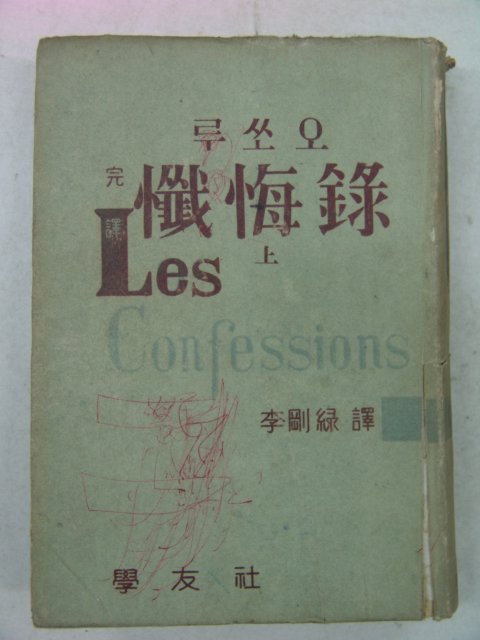 루쏘오
完譯
懺悔錄
上
Les
Confessions
李剛綠 譯
學友社